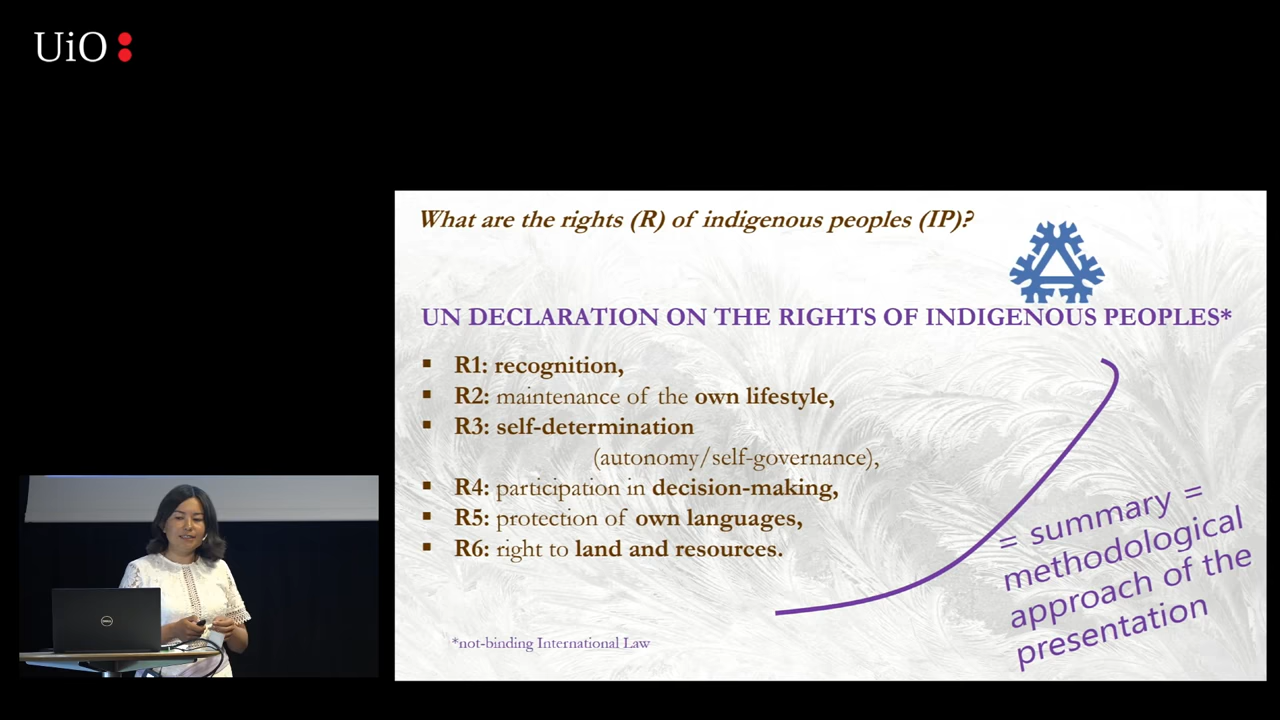 UiO
What are the rights (R) of indigenous peoples (IP)?
UN DECLARATION ON THE RIGHTS OF INDIGENOUS PEOPLES*
▪ R1: recognition,
▪ R2: maintenance of the own lifestyle,
▪ R3: self-determination
(autonomy/self-governance),
▪ R4: participation in decision-making,
▪ R5: protection of own languages,
▪ R6: right to land and resources.
= summary =
methodological
approach of the
presentation
*not-binding International Law
DELL